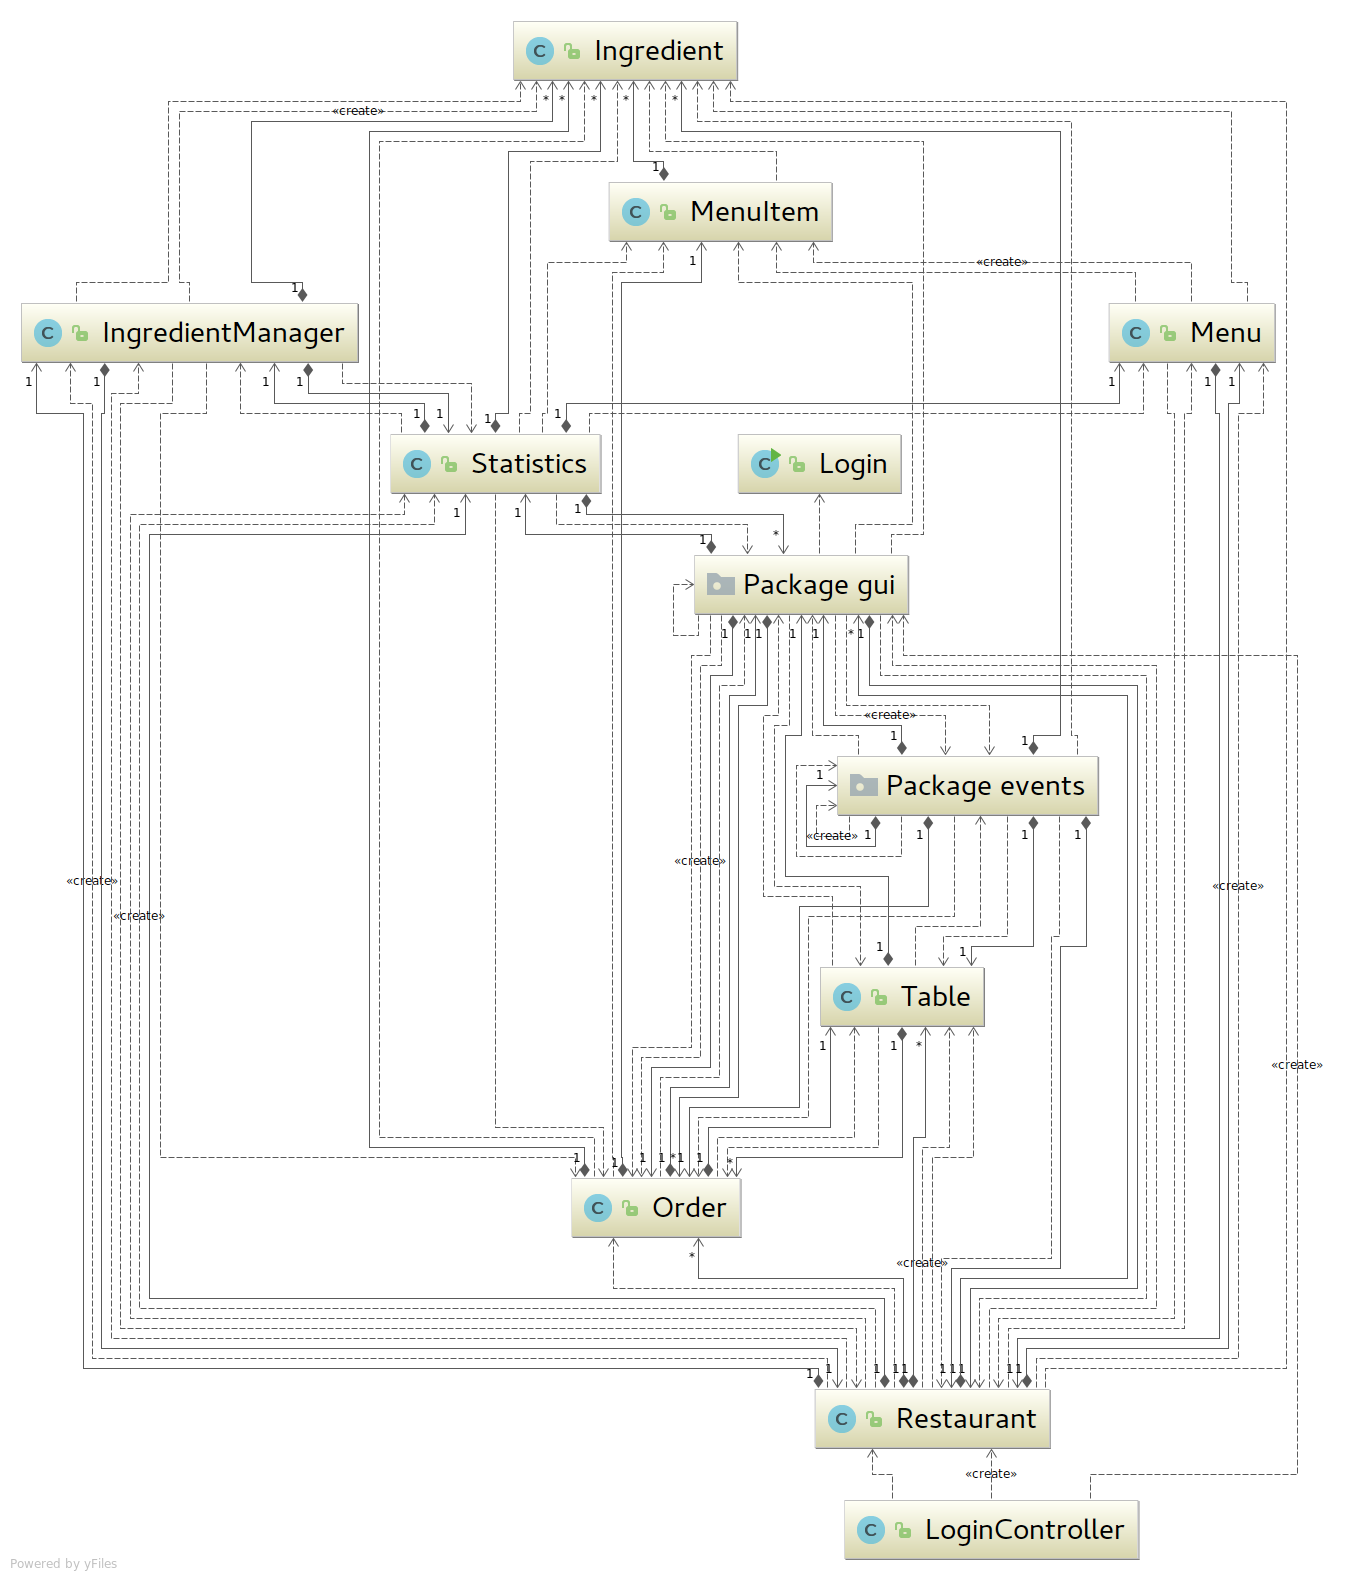 Ingredient
* * * * *
«create»
1
MenuItem
1
«create»
1
IngredientManager
Menu
1 1 1 1 1 1 1
1 1 1 1
Statistics
Login
1 1 1
* 1
Package gui
1 1 1 1 1 * 1
«create»
1 1
Package events
1
«create»
1 1 1 1
«create»
«create»
«create»
«create»
1 1
Table
1 1 *
«create»
1 1 1 1 * 1 1 *
Order
*
«create»
1 1 1 1 1 1 1 1 1 1
Restaurant
«create»
LoginController
Powered by yFiles